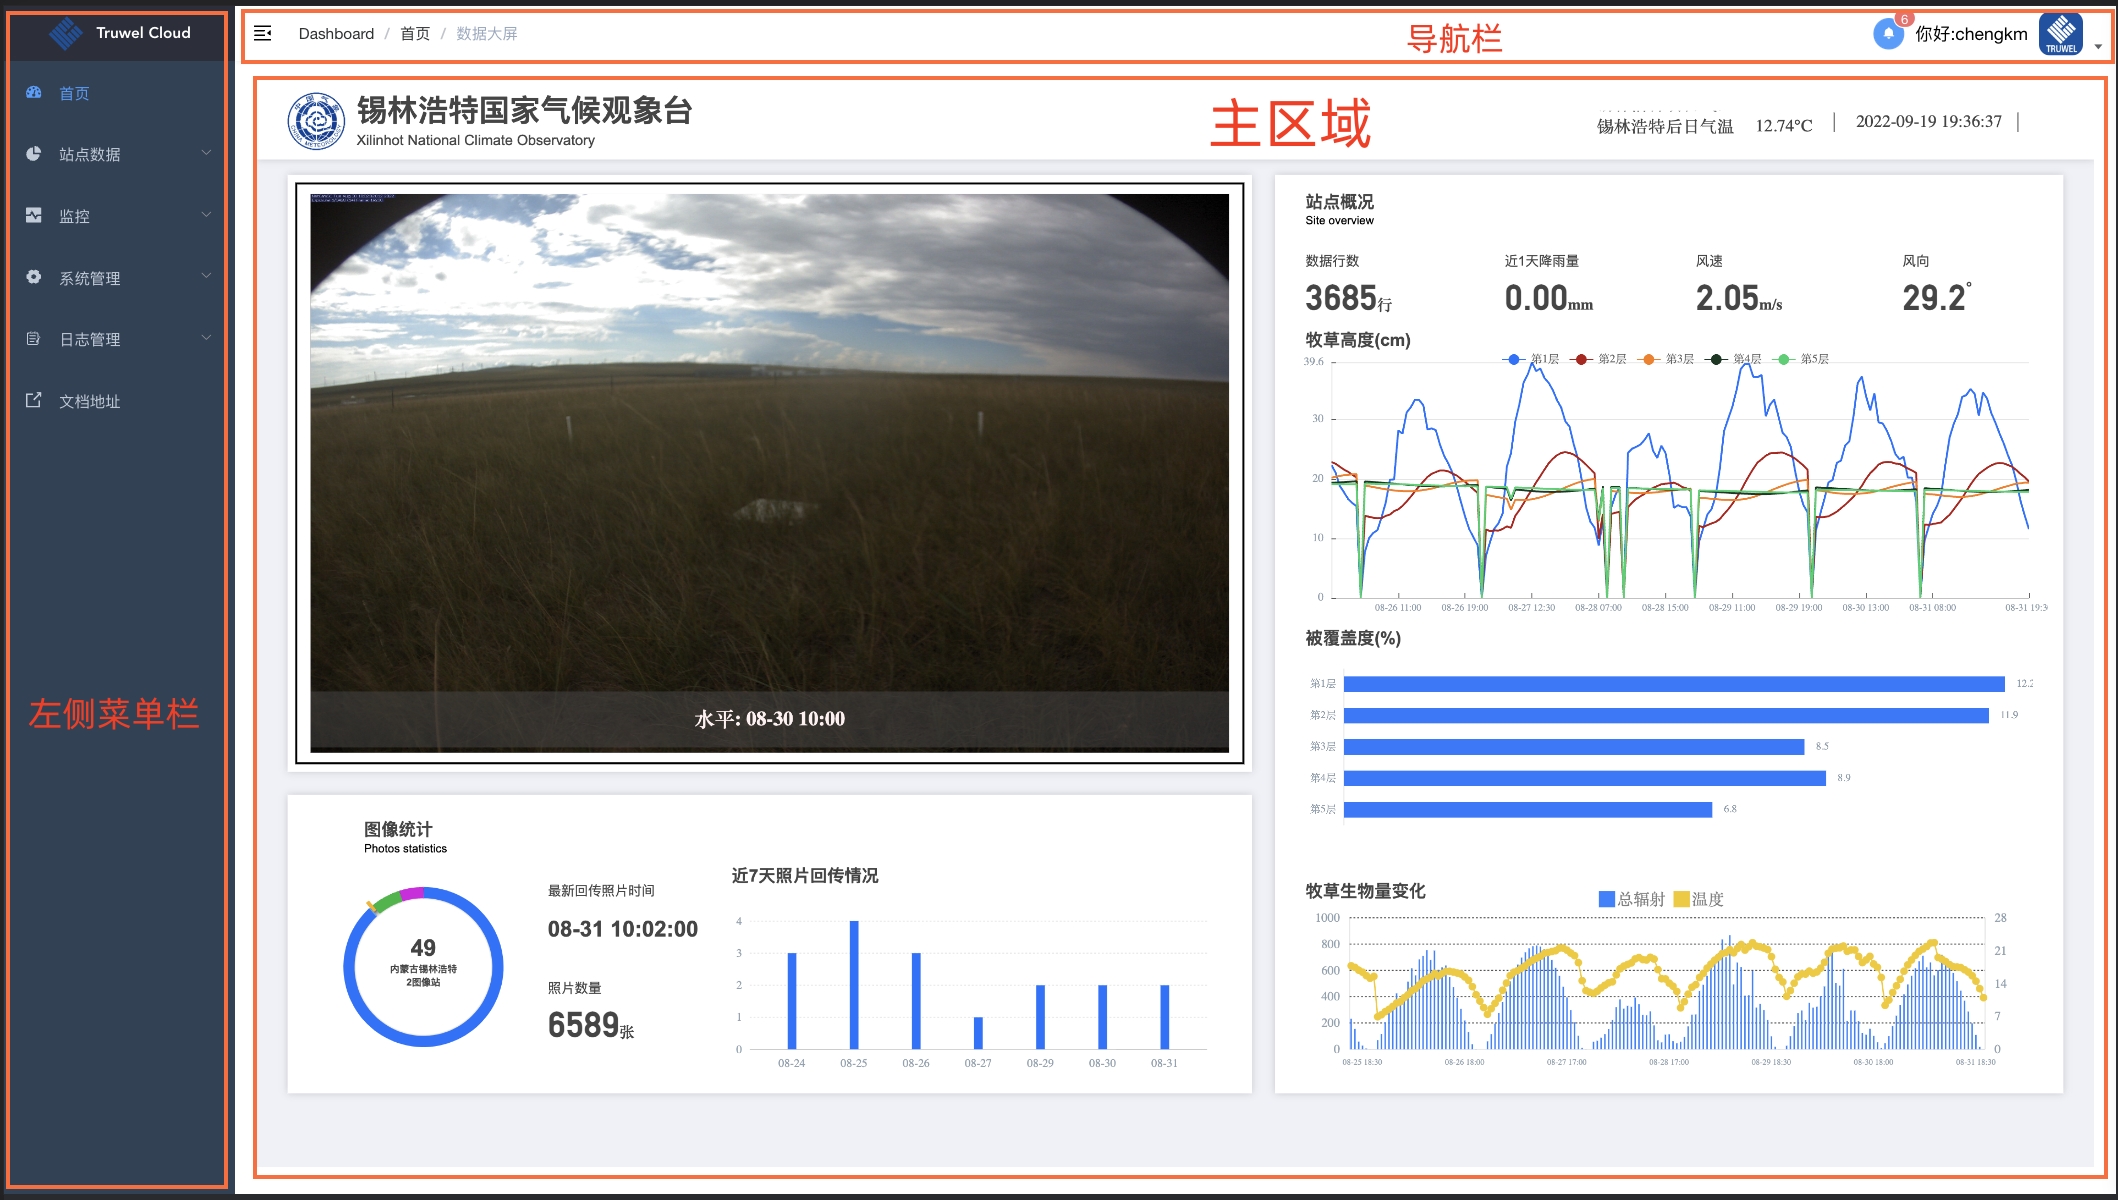 Truwel Cloud
首页
站点数据
监控
系统管理
日志管理
文档地址
左侧菜单栏
Dashboard / 首页 / 数据大屏
导航栏
6
你好:chengkm
TRUWEL
锡林浩特国家气候观象台
Xilinhot National Climate Observatory
主区域
锡林浩特后日气温 12.74°C
2022-09-19 19:36:37
水平: 08-30 10:00
图像统计
Photos statistics
49
内蒙古锡林浩特
2图像站
最新回传照片时间
08-31 10:02:00
照片数量
6589张
近7天照片回传情况
4
3
2
1
0
08-24 08-25 08-26 08-27 08-29 08-30 08-31
站点概况
Site overview
数据行数 近1天降雨量 风速 风向
3685行 0.00mm 2.05m/s 29.2°
牧草高度(cm)
第1层 第2层 第3层 第4层 第5层
39.6
30
20
10
0
08-26 11:00 08-26 19:00 08-27 12:30 08-28 07:00 08-28 15:00 08-29 11:00 08-29 19:00 08-30 13:00 08-31 08:00 08-31 19:3
被覆盖度(%)
第1层 12.2
第2层 11.9
第3层 8.5
第4层 8.9
第5层 6.8
牧草生物量变化
总辐射 温度
1000 28
800 21
600
400 14
200 7
0 0
08-25 18:30 08-26 18:00 08-27 17:00 08-28 17:00 08-29 18:30 08-30 18:00 08-31 18:30